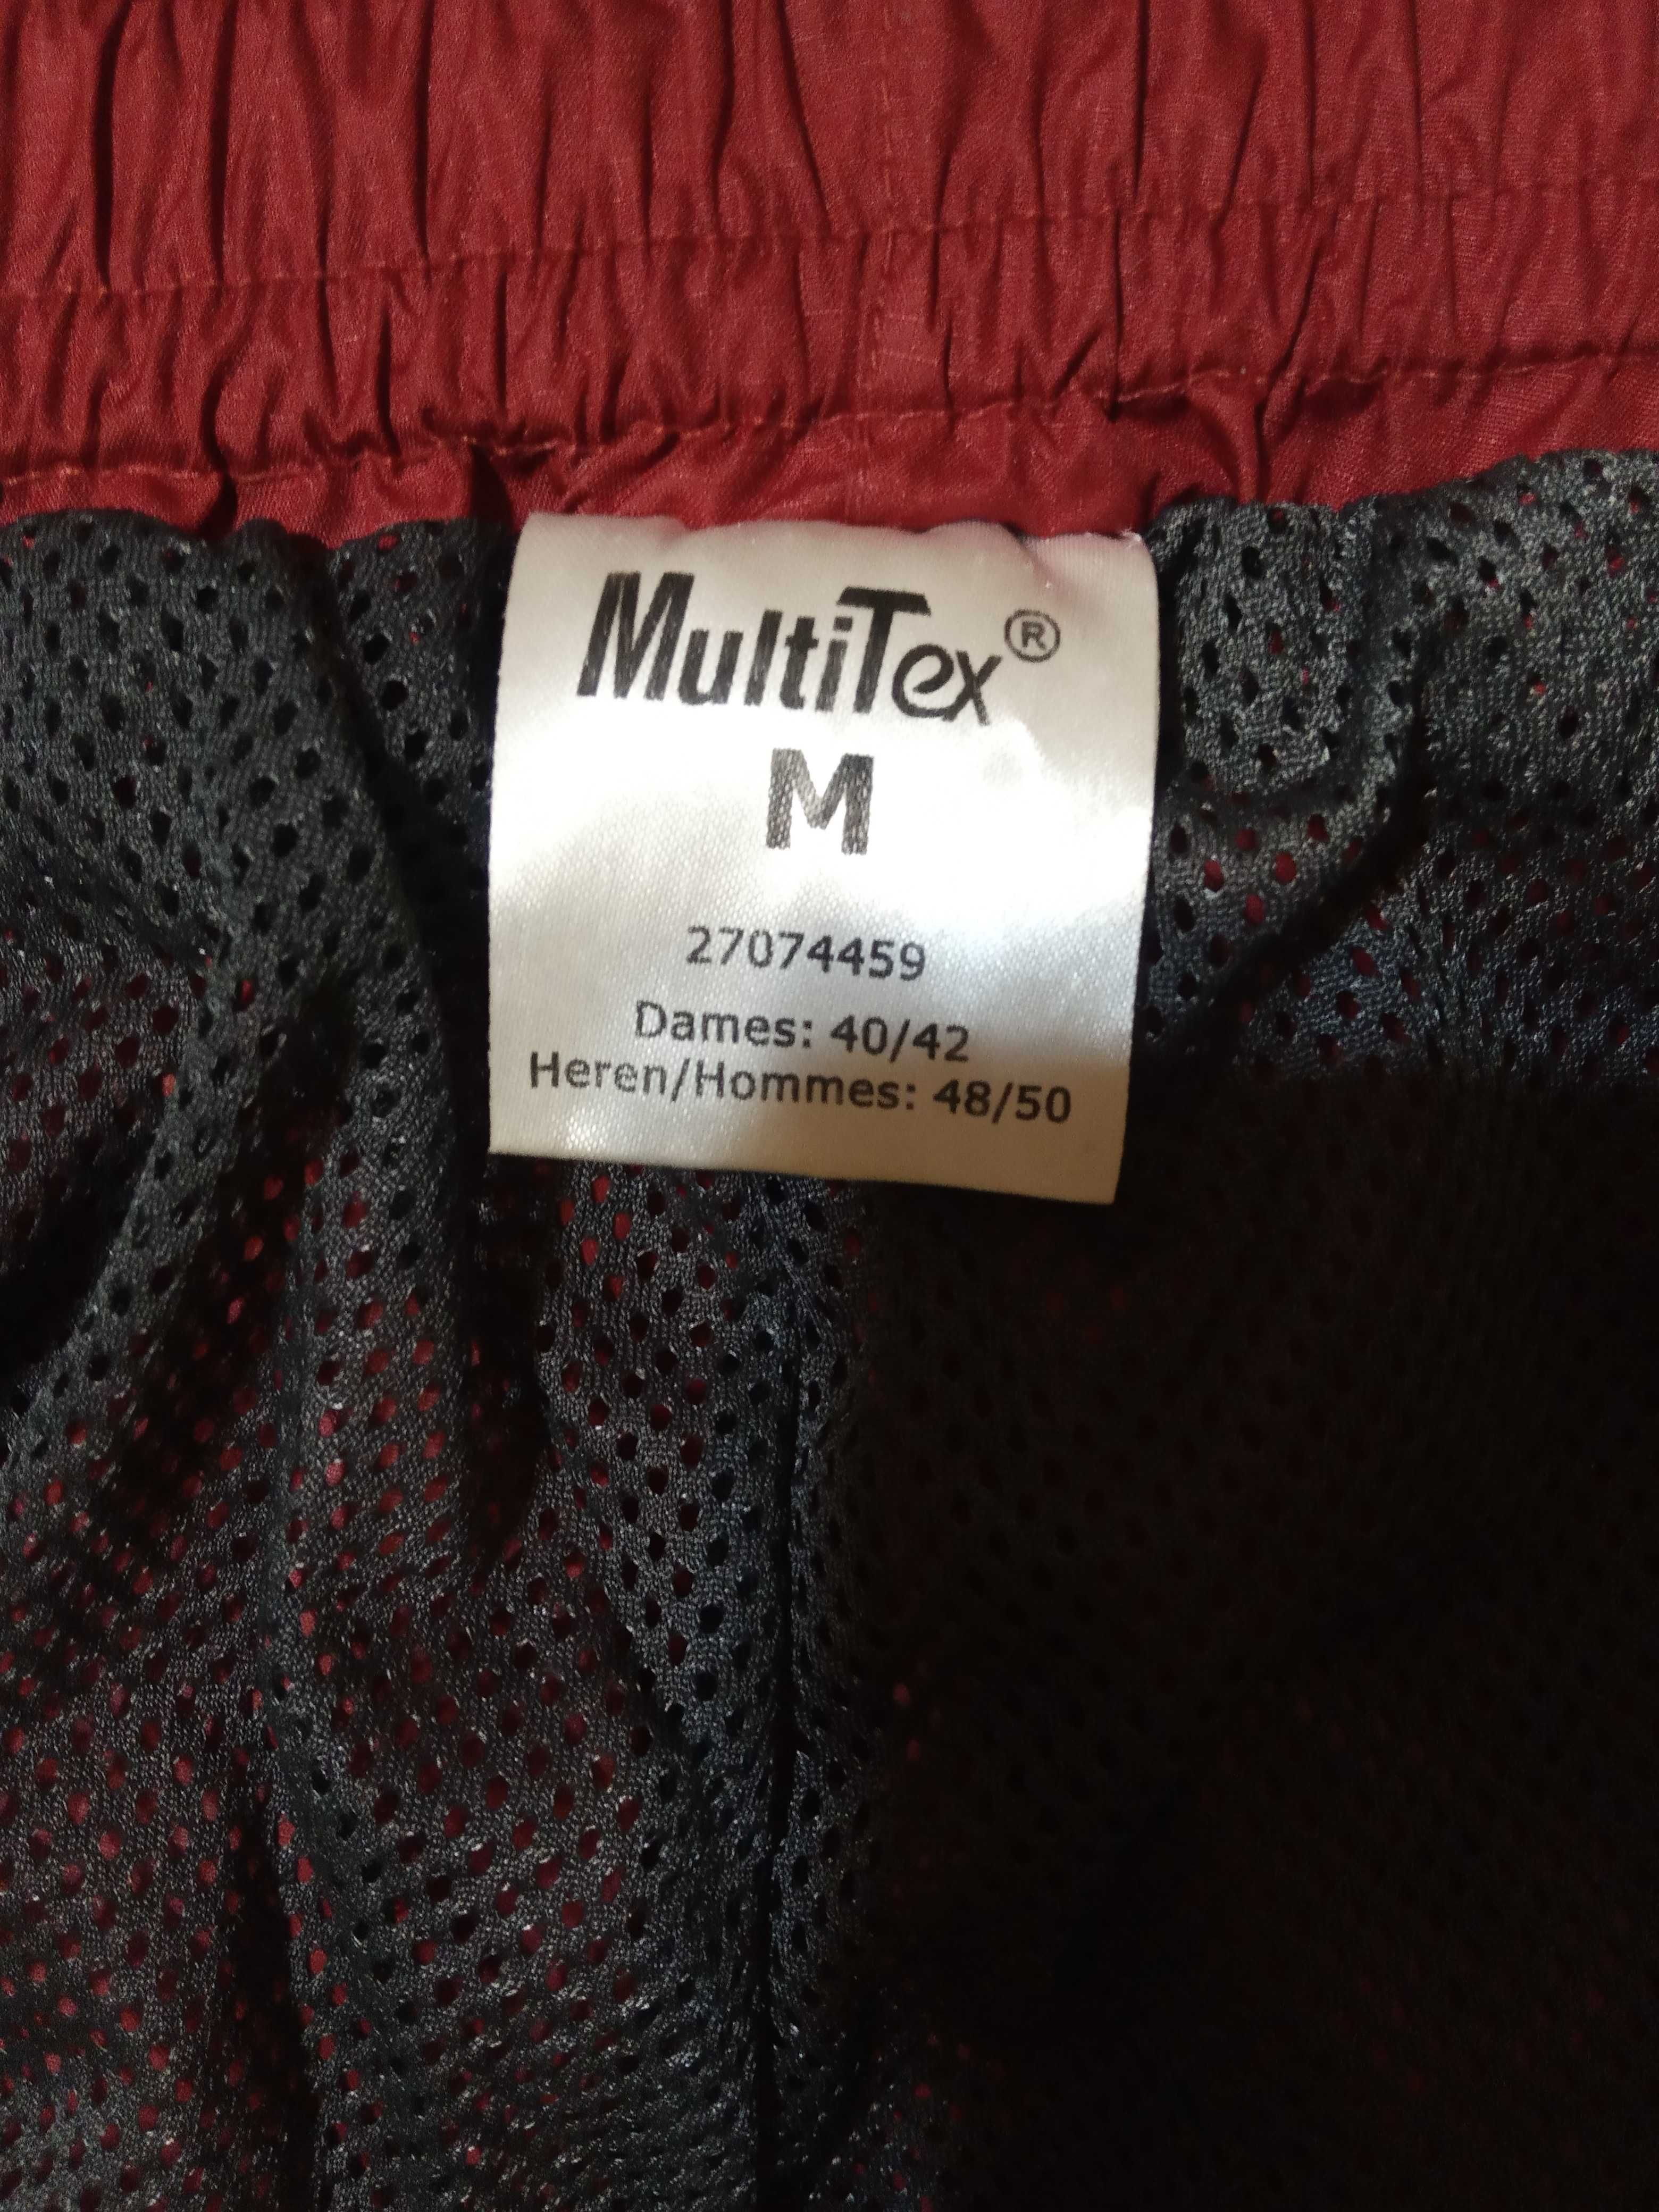 MultiTex®
M
27074459
Dames: 40/42
Heren/Hommes: 48/50